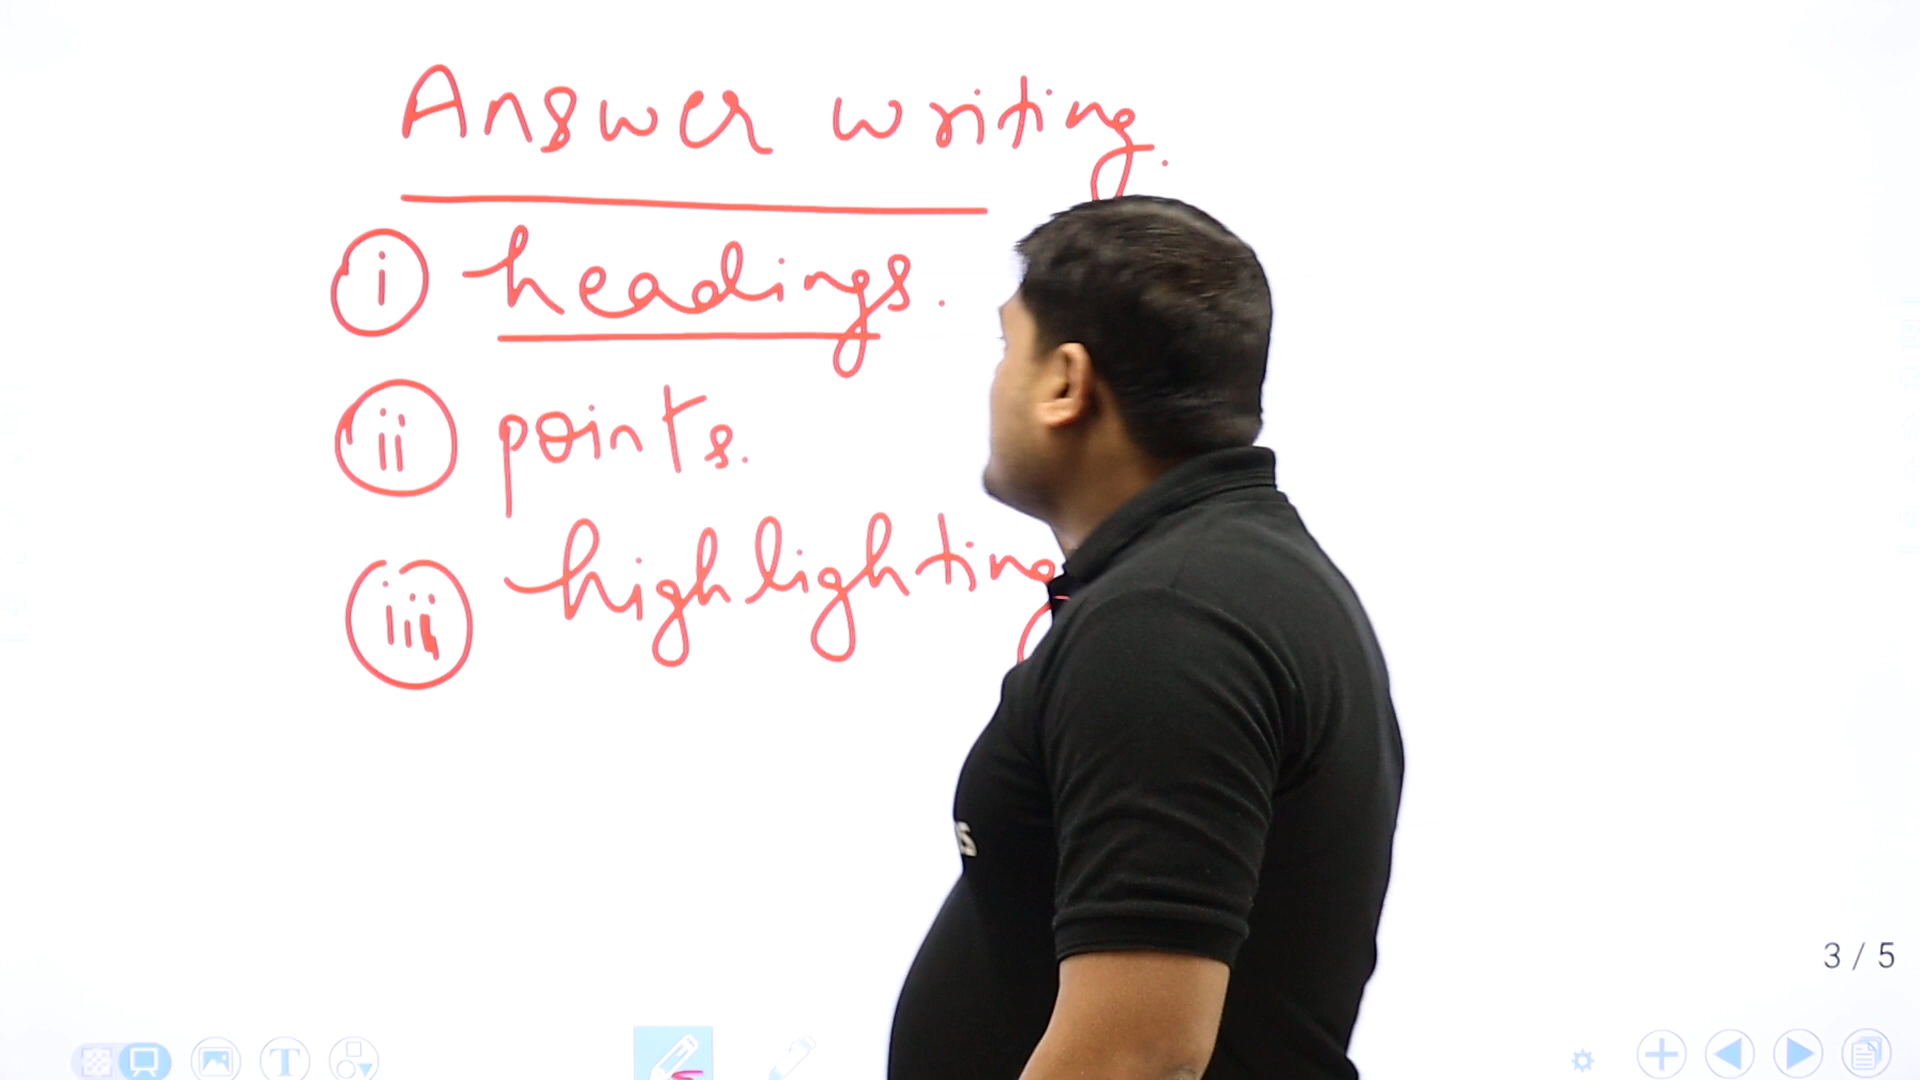 Answer writing.
i headings.
ii points.
iii highlighting
3 / 5